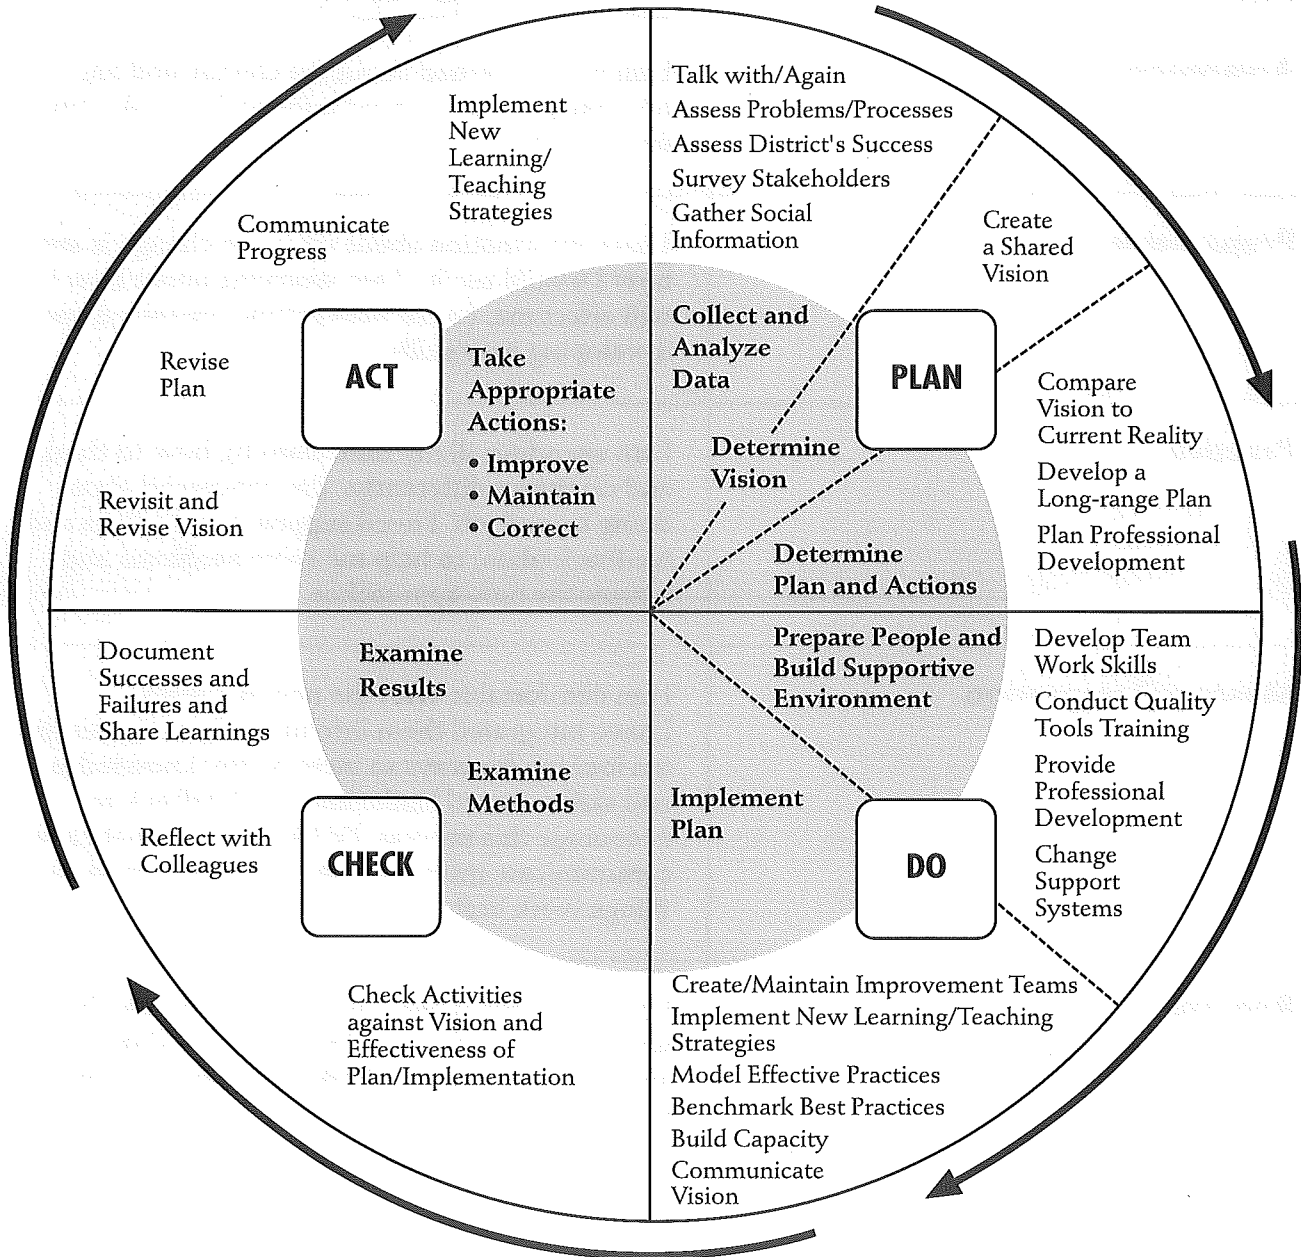 Talk with/Again
Assess Problems/Processes
Assess District's Success
Survey Stakeholders
Gather Social
Information
Collect and
Analyze
Data
Create
a Shared
Vision
PLAN
Determine
Vision
Compare
Vision to
Current Reality
Develop a
Long-range Plan
Plan Professional
Development
Determine
Plan and Actions
Prepare People and
Build Supportive
Environment
Develop Team
Work Skills
Conduct Quality
Tools Training
Provide
Professional
Development
Change
Support
Systems
DO
Implement
Plan
Create/Maintain Improvement Teams
Implement New Learning/Teaching
Strategies
Model Effective Practices
Benchmark Best Practices
Build Capacity
Communicate
Vision
Examine
Results
Examine
Methods
CHECK
Document
Successes and
Failures and
Share Learnings
Reflect with
Colleagues
Check Activities
against Vision and
Effectiveness of
Plan/Implementation
Implement
New
Learning/
Teaching
Strategies
Communicate
Progress
Revise
Plan
Revisit and
Revise Vision
ACT
Take
Appropriate
Actions:
• Improve
• Maintain
• Correct